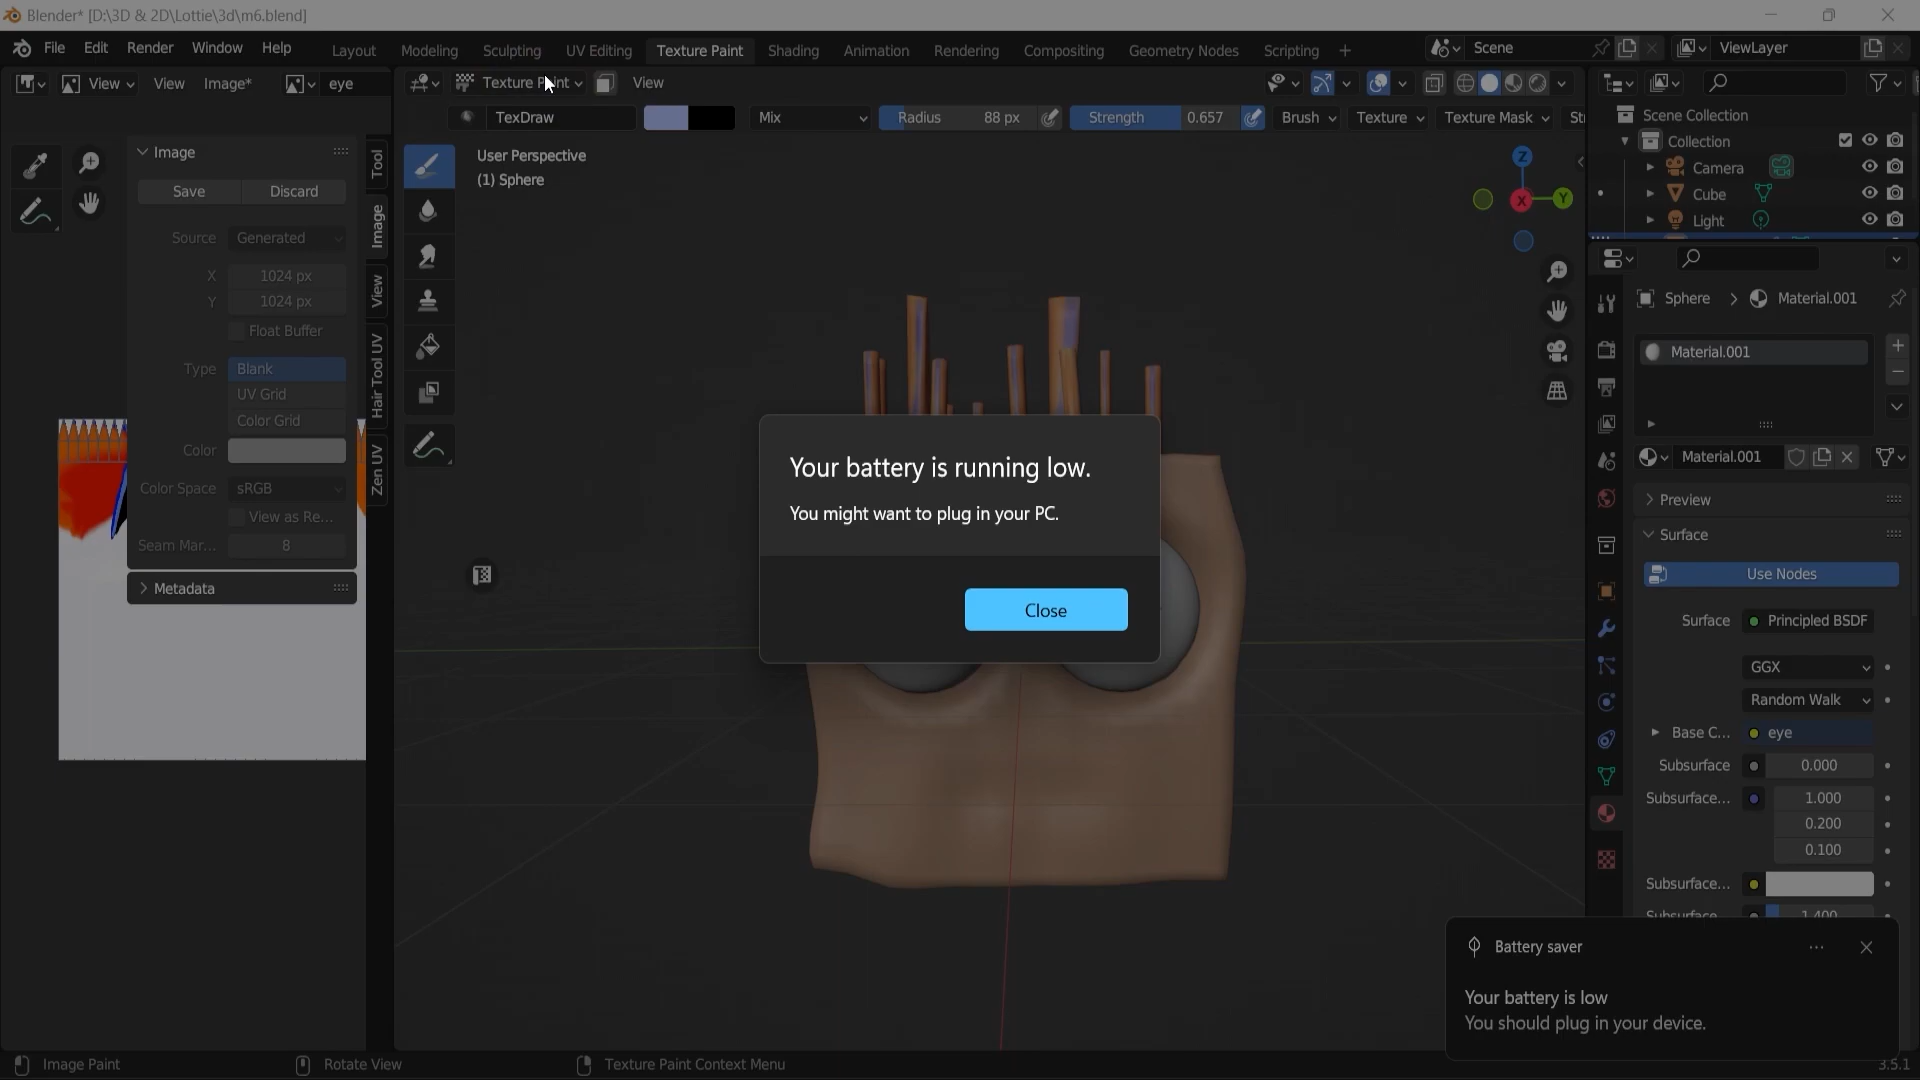 Blender* [D:\3D & 2D\Lottie\3d\m6.blend]
File Edit Render Window Help Layout Modeling Sculpting UV Editing Texture Paint Shading Animation Rendering Compositing Geometry Nodes Scripting + Scene ViewLayer
View View Image* eye Texture Paint View
TexDraw Mix Radius 88 px Strength 0.657 Brush Texture Texture Mask
User Perspective
(1) Sphere
Image
Save Discard
Source Generated
X 1024 px
Y 1024 px
Float Buffer
Type Blank
UV Grid
Color Grid
Color
Color Space sRGB
View as Re...
Seam Mar... 8
Metadata
Tool
Image
View
Hair Tool UV
Zen UV
Z
X
Y
Your battery is running low.
You might want to plug in your PC.
Close
Scene Collection
Collection
Camera
Cube
Light
Sphere > Material.001
Material.001
Material.001
Preview
Surface
Use Nodes
Surface Principled BSDF
GGX
Random Walk
Base C... eye
Subsurface 0.000
Subsurface... 1.000
0.200
0.100
Subsurface...
Subsurface 1.400
Battery saver
Your battery is low
You should plug in your device.
Image Paint Rotate View Texture Paint Context Menu 3.5.1